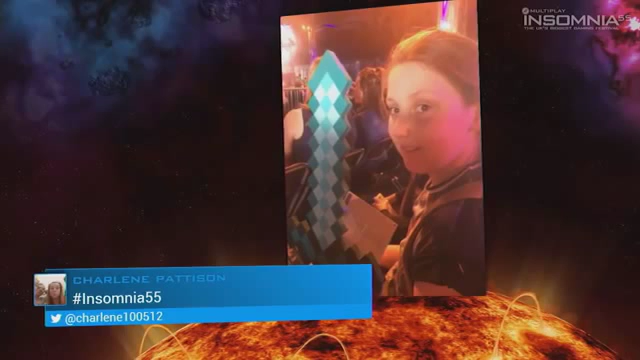 MULTIPLAY
INSOMNIA55
THE UK'S BIGGEST GAMING FESTIVAL
CHARLENE PATTISON
#Insomnia55
@charlene100512